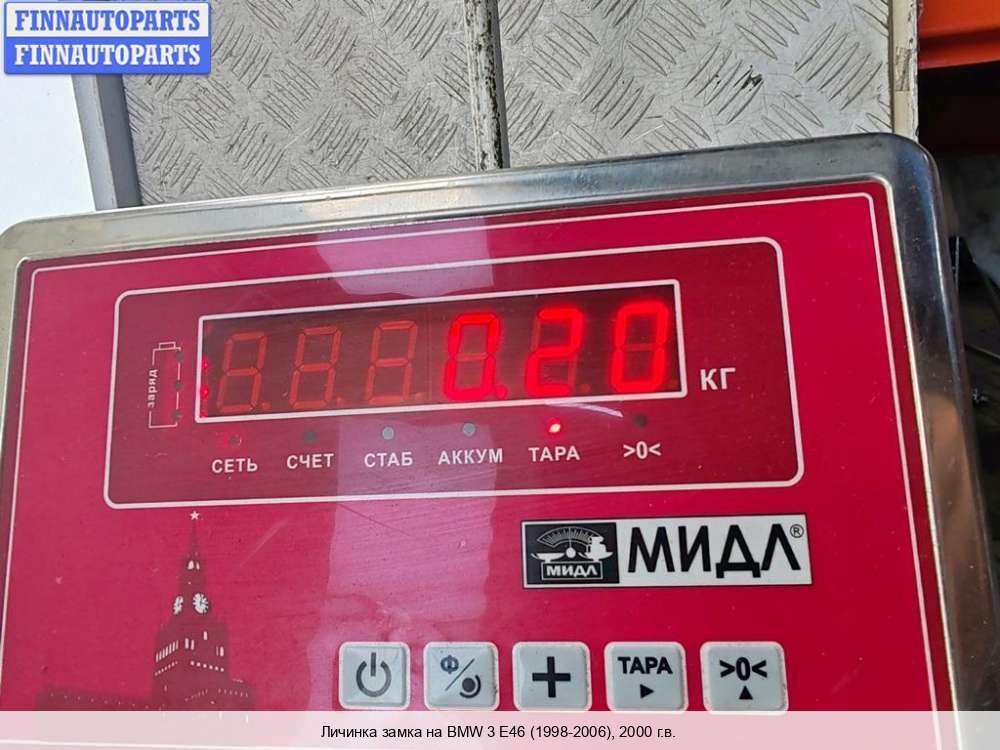 FINNAUTOPARTS
FINNAUTOPARTS
заряд
0.20
КГ
СЕТЬ СЧЕТ СТАБ АККУМ ТАРА >0<
МИДЛ МИДЛ®
Ф/ + ТАРА >0<
Личинка замка на BMW 3 E46 (1998-2006), 2000 г.в.